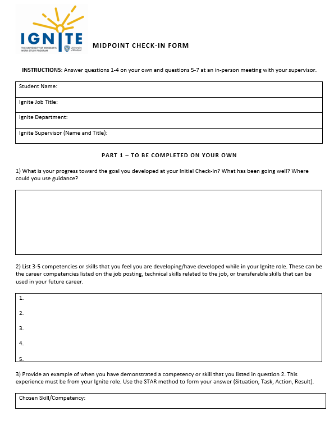 IGNITE
MIDPOINT CHECK-IN FORM
INSTRUCTIONS: Answer questions 1-4 on your own and questions 5-7 at an in-person meeting with your supervisor.
Student Name:
Ignite Job Title:
Ignite Department:
Ignite Supervisor (Name and Title):
PART 1 – TO BE COMPLETED ON YOUR OWN
1) What is your progress toward the goal you developed at your Initial Check-in? What has been going well? Where
could you use guidance?
2) List 3-5 competencies or skills that you feel you are developing/have developed while in your Ignite role. These can be
the career competencies listed on the job posting, technical skills related to the job, or transferable skills that can be
used in your future career.
1.
2.
3.
4.
5.
3) Provide an example of when you have demonstrated a competency or skill that you listed in question 2. This
experience must be from your Ignite role. Use the STAR method to form your answer (Situation, Task, Action, Result).
Chosen Skill/Competency: